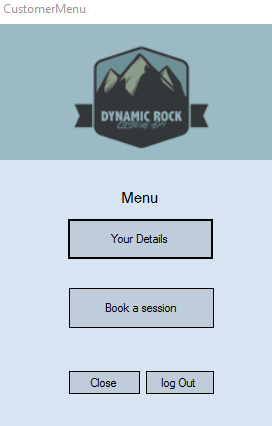 CustomerMenu
DYNAMIC ROCK
Menu
Your Details
Book a session
Close log Out